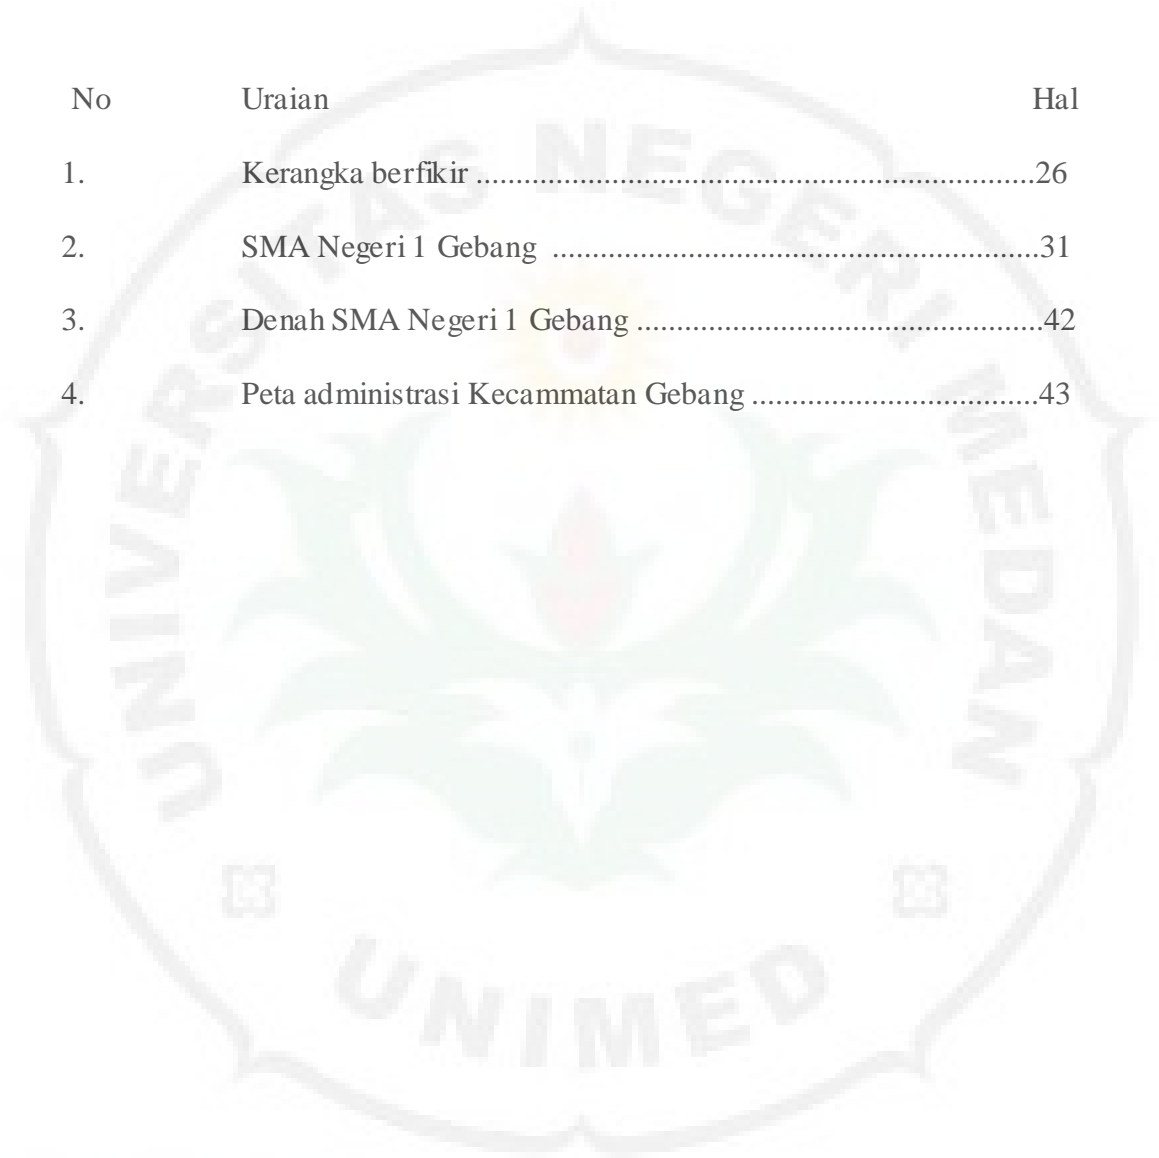 No Uraian Hal
1. Kerangka berfikir ......................................................................26
2. SMA Negeri 1 Gebang .............................................................31
3. Denah SMA Negeri 1 Gebang ...................................................42
4. Peta administrasi Kecammatan Gebang ....................................43
UNIVERSITAS NEGERI MEDAN
UNIMED